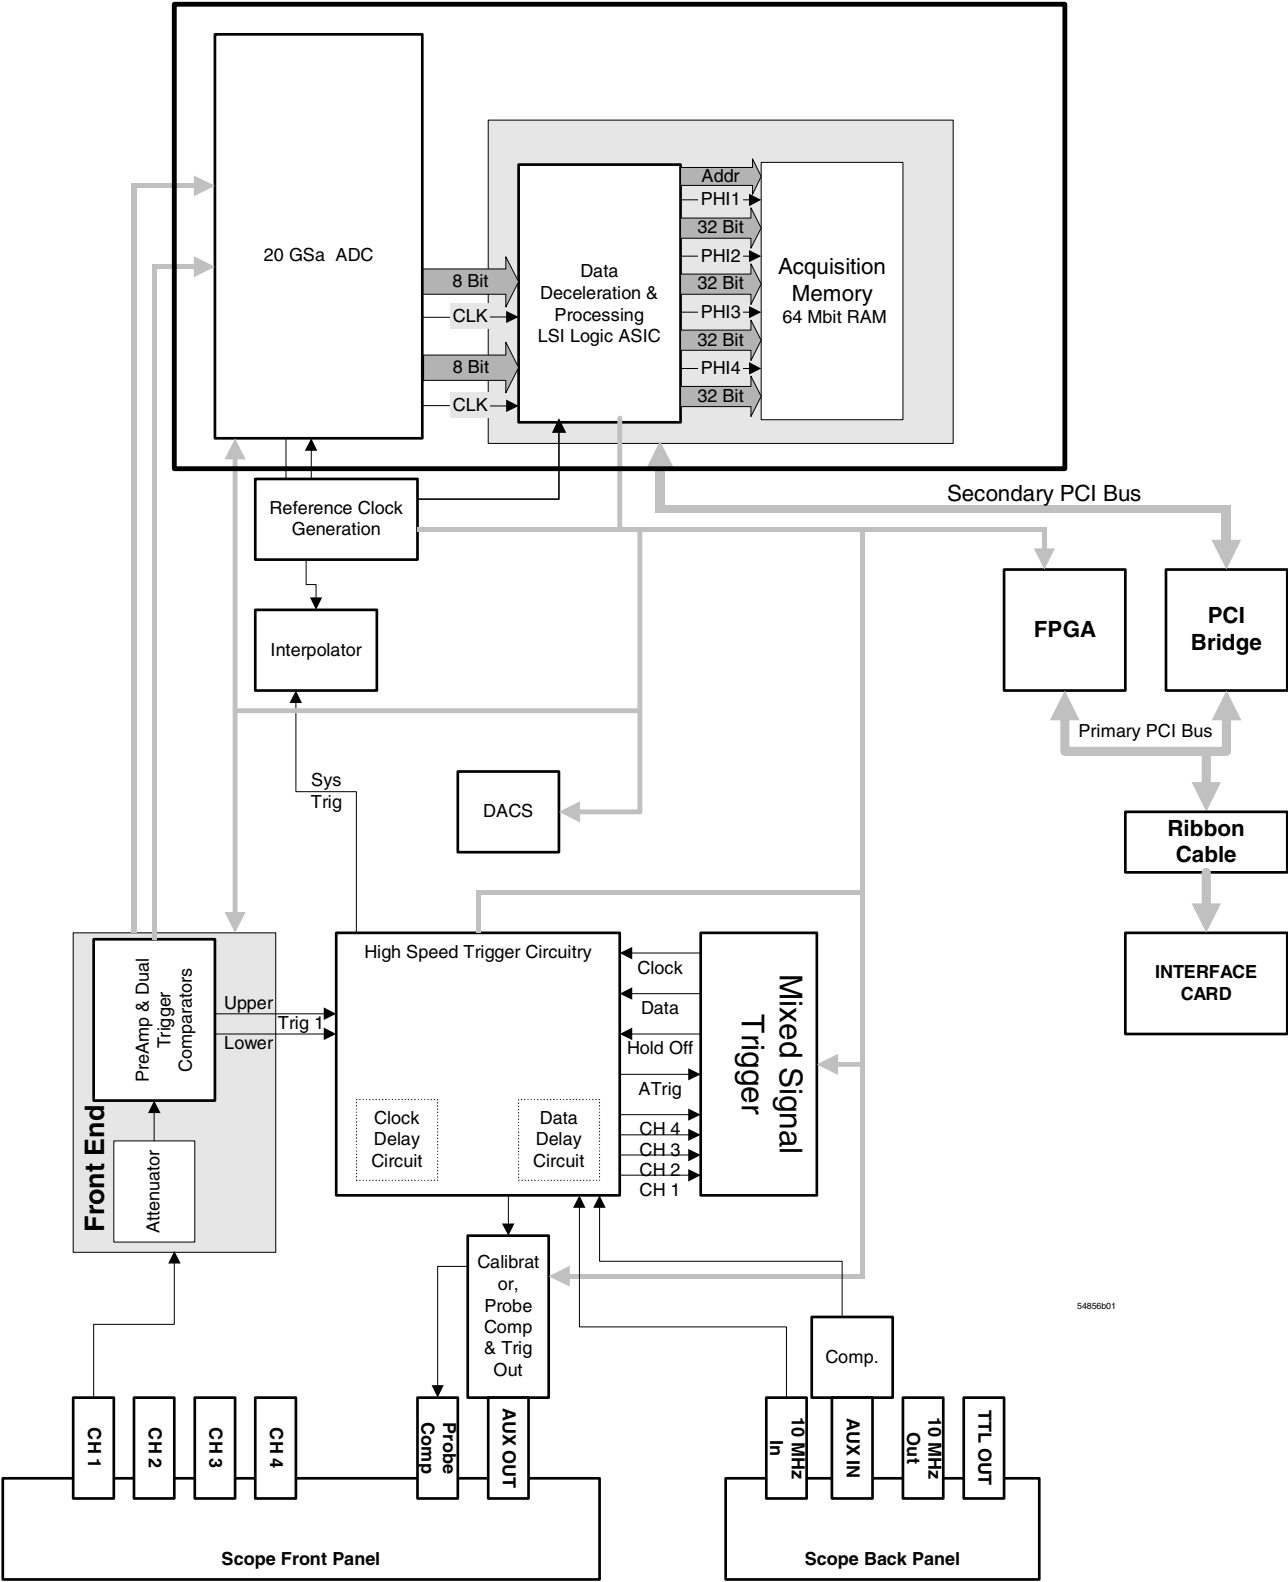 20 GSa  ADC
8 Bit
CLK
8 Bit
CLK
Data
Deceleration &
Processing
LSI Logic ASIC
Addr
PHI1
32 Bit
PHI2
32 Bit
PHI3
32 Bit
PHI4
32 Bit
Acquisition
Memory
64 Mbit RAM
Secondary PCI Bus
Reference Clock
Generation
Interpolator
FPGA
PCI
Bridge
Primary PCI Bus
Sys
Trig
DACS
Ribbon
Cable
INTERFACE
CARD
PreAmp & Dual
Trigger
Comparators
Front End
Attenuator
Upper
Trig 1
Lower
High Speed Trigger Circuitry
Clock
Delay
Circuit
Data
Delay
Circuit
Clock
Data
Hold Off
ATrig
CH 4
CH 3
CH 2
CH 1
Mixed Signal
Trigger
Calibrat
or,
Probe
Comp
& Trig
Out
54856b01
Comp.
CH 1
CH 2
CH 3
CH 4
Probe
Comp
AUX OUT
10 MHz
In
AUX IN
10 MHz
Out
TTL OUT
Scope Front Panel
Scope Back Panel